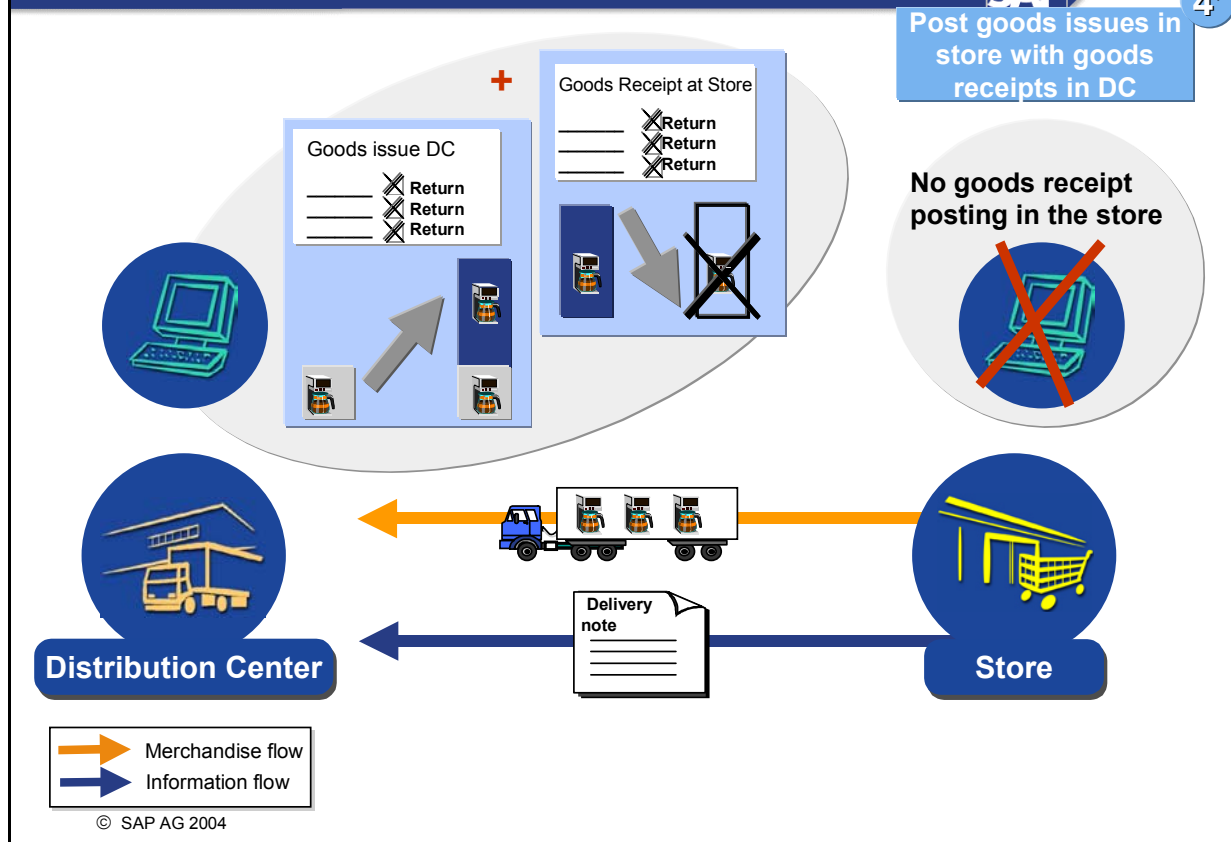 4
Post goods issues in
store with goods
receipts in DC
+
Goods Receipt at Store
Return
Return
Return
Goods issue DC
Return
Return
Return
No goods receipt
posting in the store
Delivery
note
Distribution Center
Store
Merchandise flow
Information flow
© SAP AG 2004